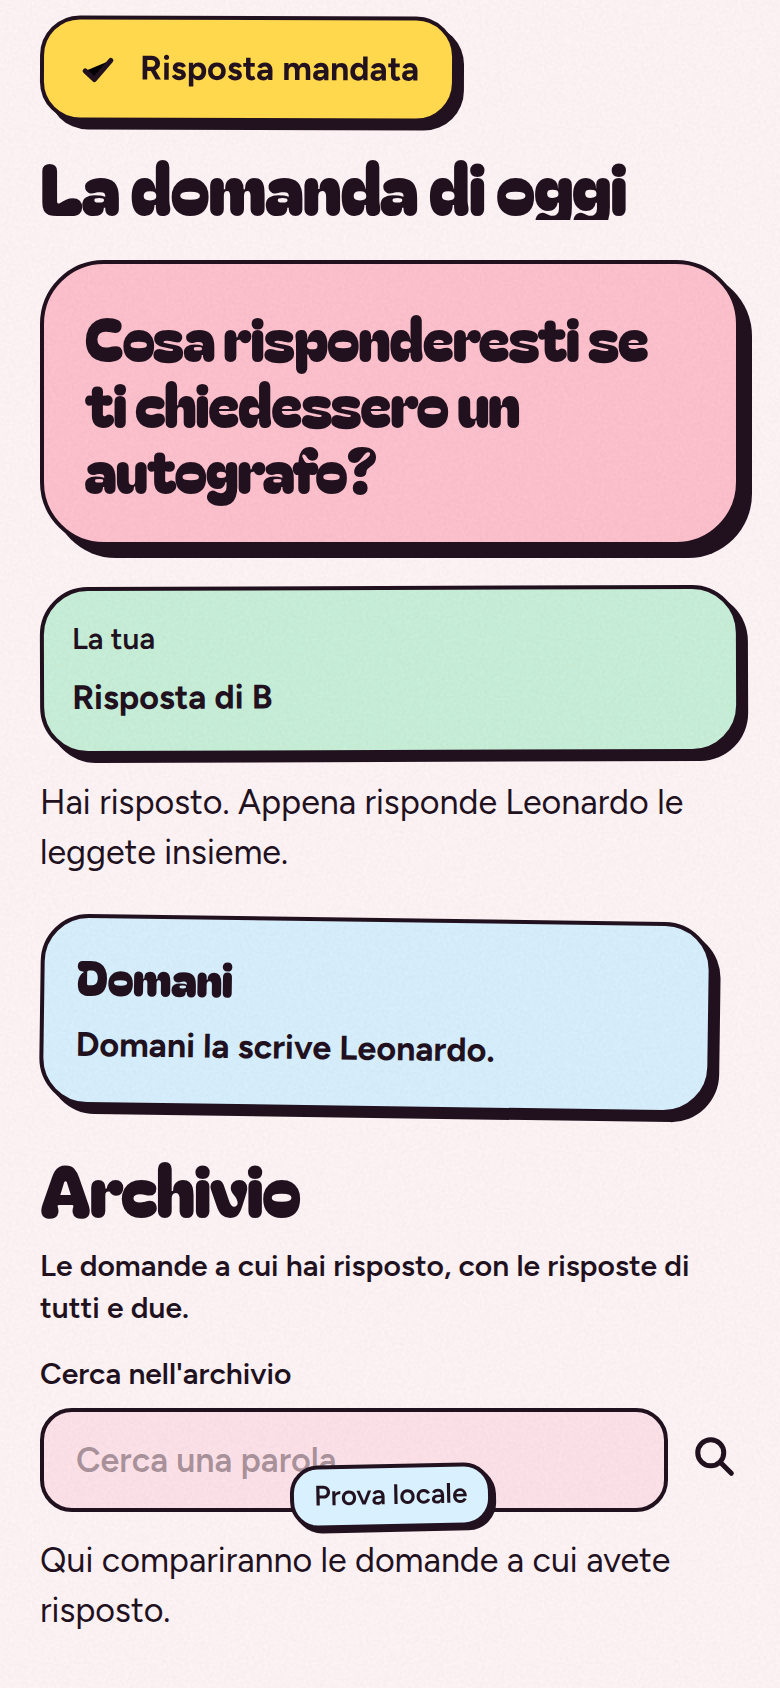 Risposta mandata
La domanda di oggi
Cosa risponderesti se
ti chiedessero un
autografo?
La tua
Risposta di B
Hai risposto. Appena risponde Leonardo le
leggete insieme.
Domani
Domani la scrive Leonardo.
Archivio
Le domande a cui hai risposto, con le risposte di
tutti e due.
Cerca nell'archivio
Cerca una parola
Prova locale
Qui compariranno le domande a cui avete
risposto.